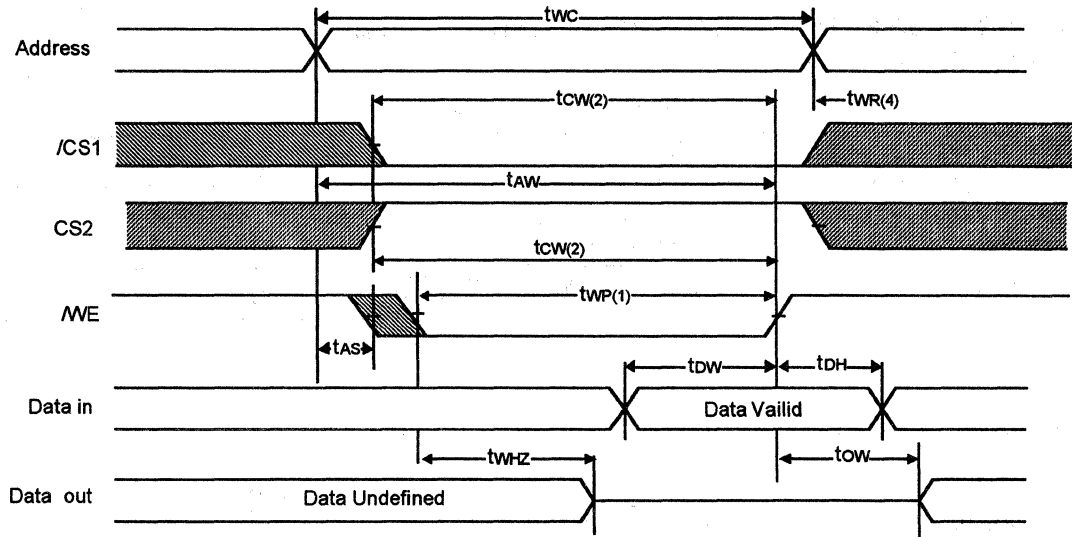 tWC
Address
tCW(2)
tWR(4)
/CS1
tAW
CS2
tCW(2)
tWP(1)
/WE
tAS
tDW
tDH
Data in
Data Vailid
tWHZ
tOW
Data out
Data Undefined